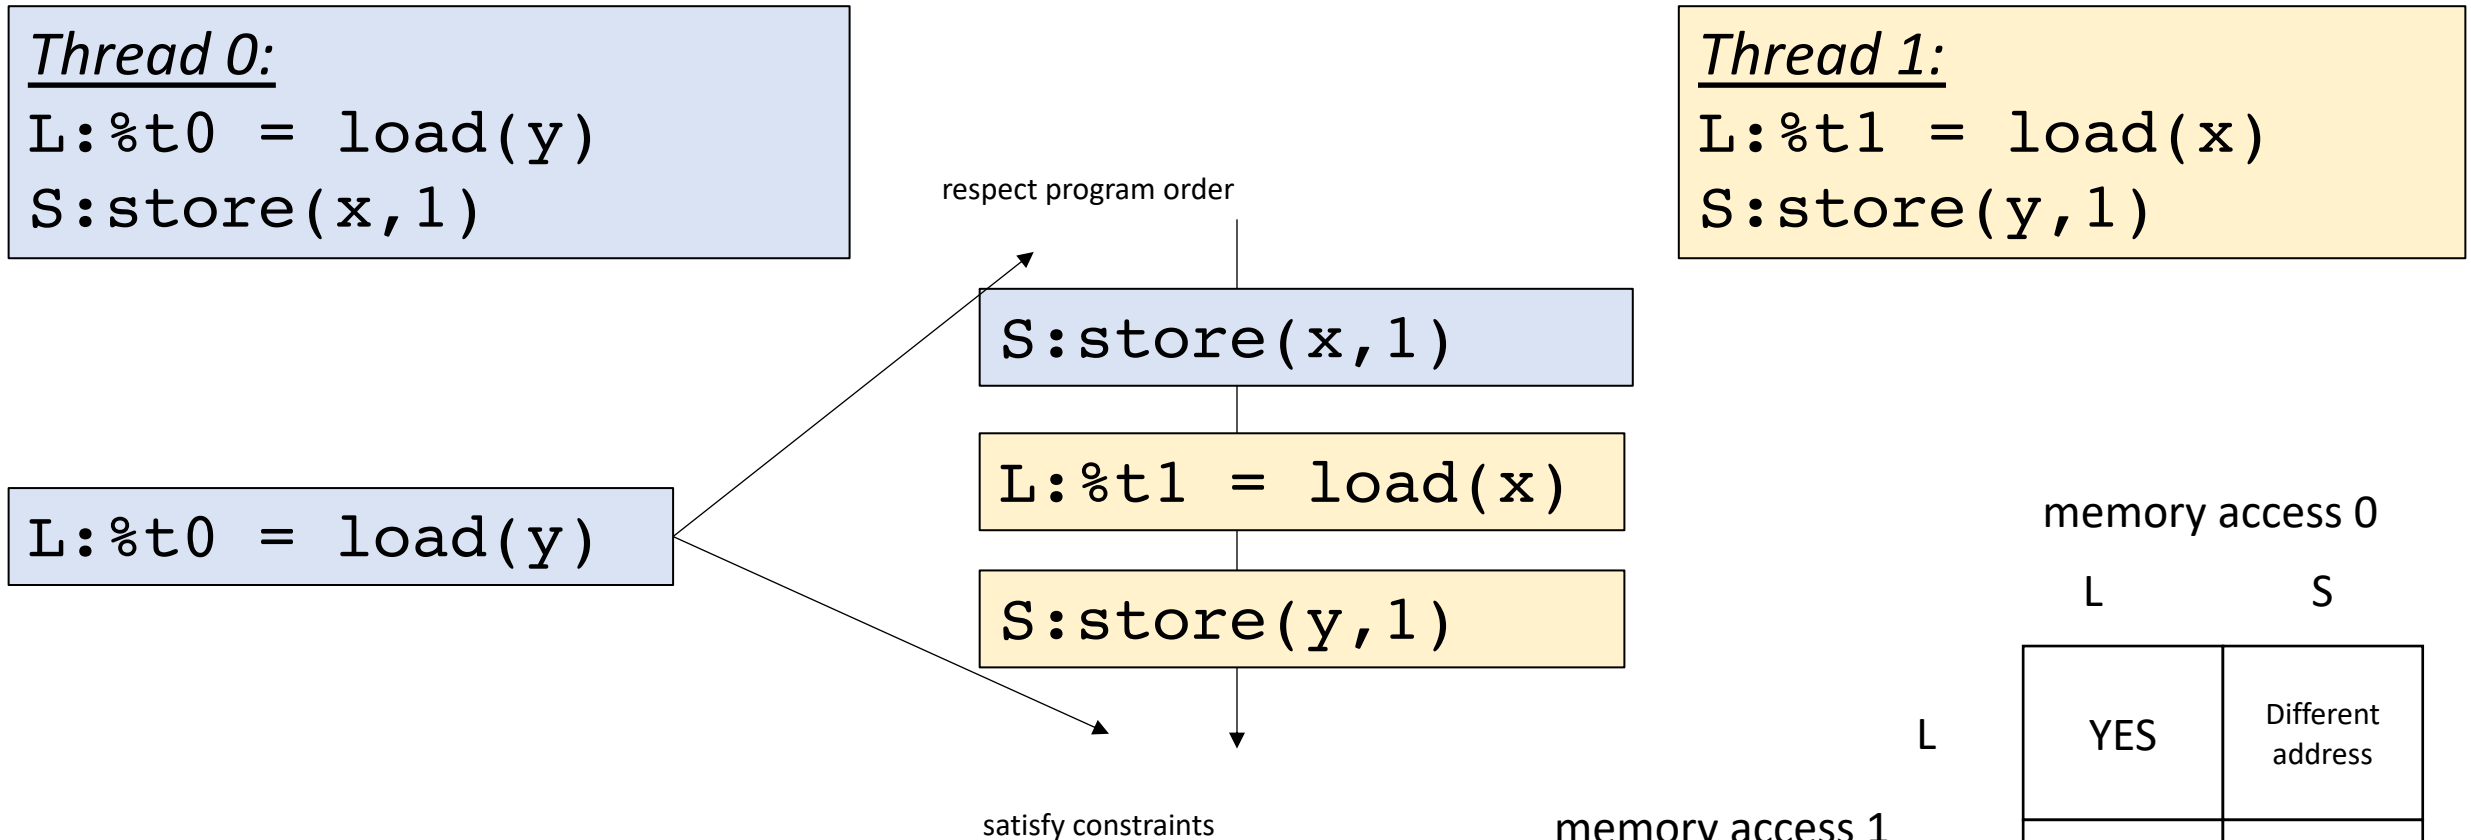 Thread 0:
L:%t0 = load(y)
S:store(x,1)
Thread 1:
L:%t1 = load(x)
S:store(y,1)
respect program order
S:store(x,1)
L:%t1 = load(x)
L:%t0 = load(y)
S:store(y,1)
satisfy constraints
memory access 0
L S
L YES Different
address
memory access 1